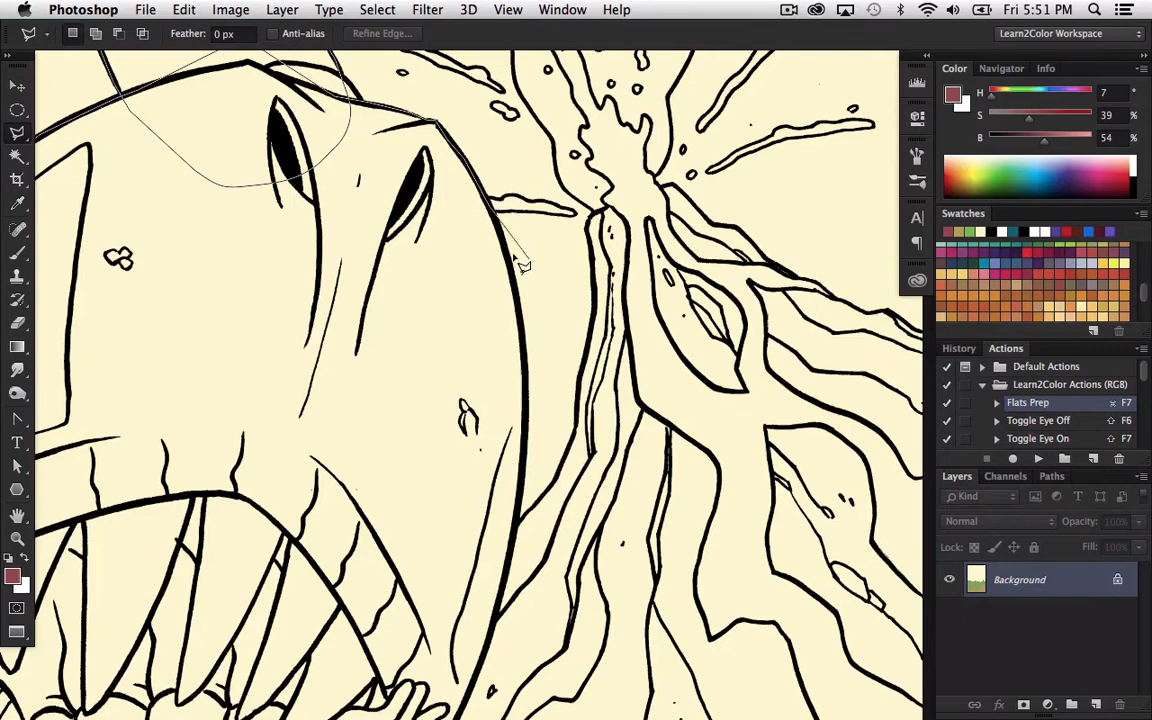 Photoshop File Edit Image Layer Type Select Filter 3D View Window Help Fri 5:51 PM
Feather: 0 px Anti-alias Refine Edge... Learn2Color Workspace
Color Navigator Info
H 7 °
S 39 %
B 54 %
Swatches
History Actions
Default Actions
Learn2Color Actions (RGB)
Flats Prep F7
Toggle Eye Off F6
Toggle Eye On F7
Layers Channels Paths
Kind
Normal Opacity: 100%
Lock: Fill: 100%
Background
fx